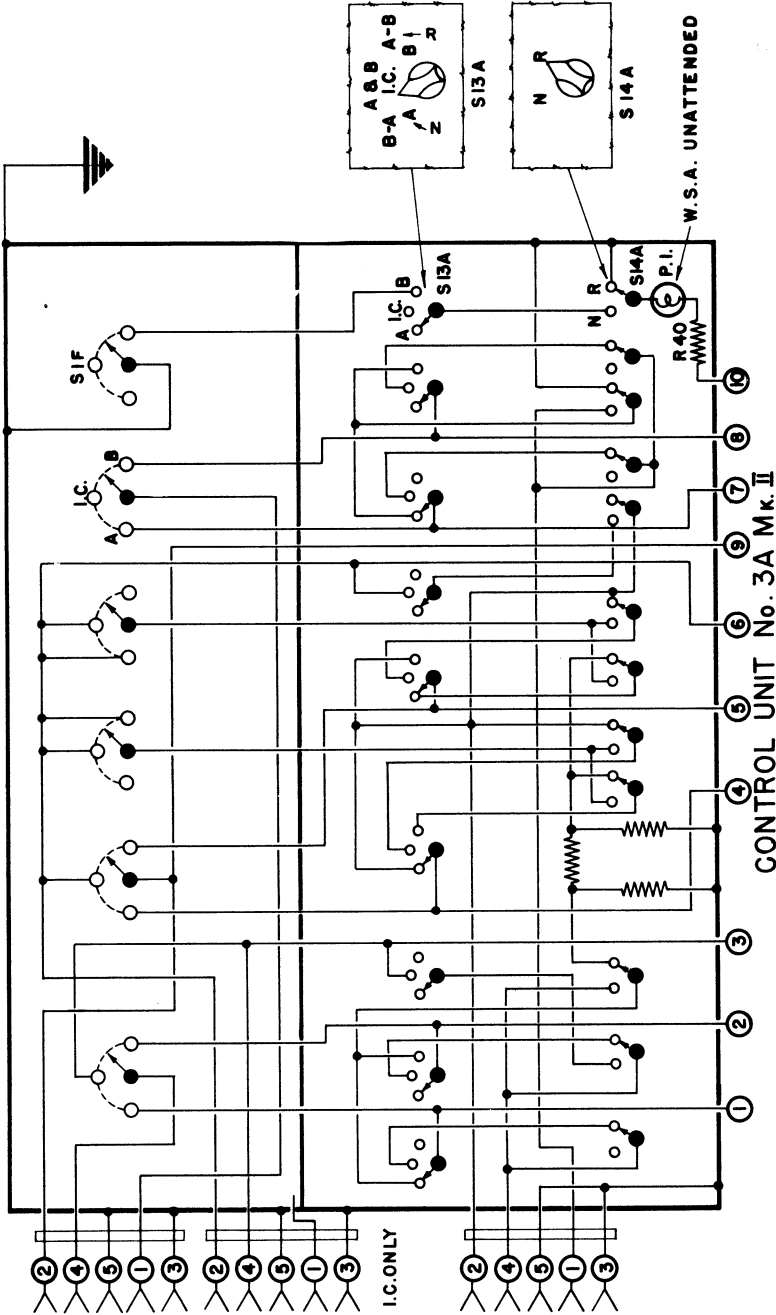 B-A A & B A-B
I.C.
A B
N R
S13A
N R
S14A
W.S.A. UNATTENDED
S1F
A I.C. B
A I.C. B
S13A
N R
S14A
P.I.
R40
2
4
5
1
3
2
4
5
1
3
I.C.ONLY
2
4
5
1
3
1
2
3
4
5
6
9
7
8
10
CONTROL UNIT No. 3A MK.II